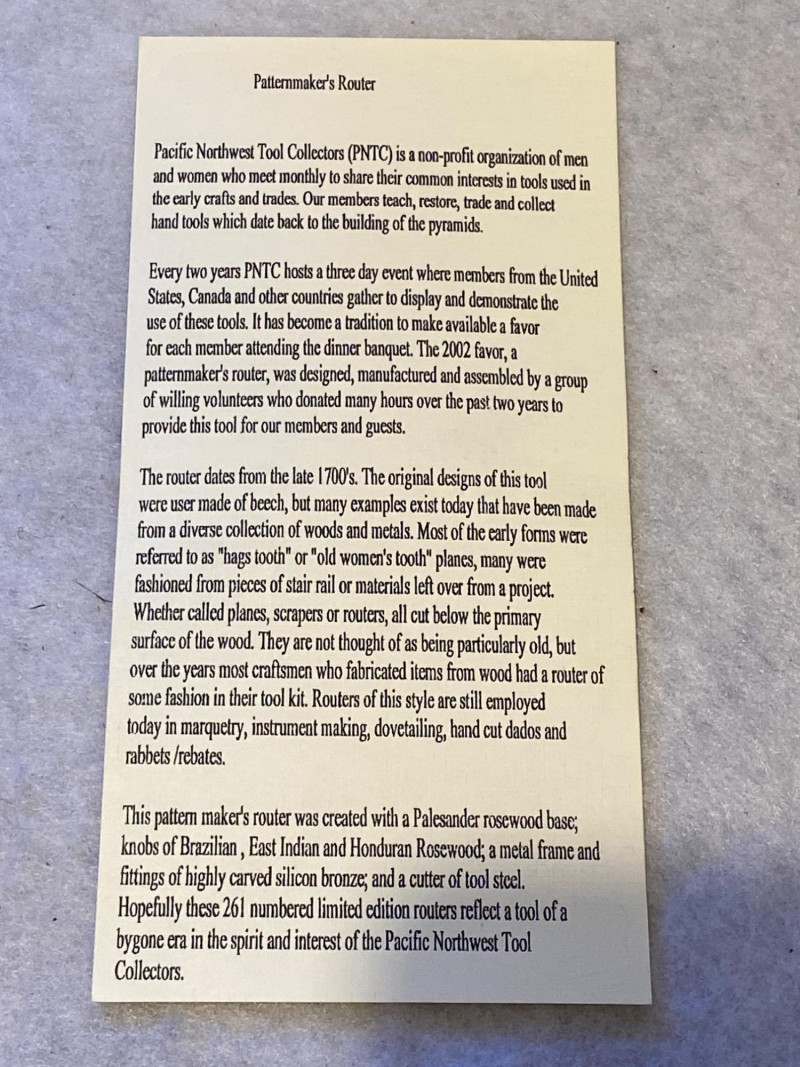 Patternmaker's Router
Pacific Northwest Tool Collectors (PNTC) is a non-profit organization of men
and women who meet monthly to share their common interests in tools used in
the early crafts and trades. Our members teach, restore, trade and collect
hand tools which date back to the building of the pyramids.
Every two years PNTC hosts a three day event where members from the United
States, Canada and other countries gather to display and demonstrate the
use of these tools. It has become a tradition to make available a favor
for each member attending the dinner banquet. The 2002 favor, a
patternmaker's router, was designed, manufactured and assembled by a group
of willing volunteers who donated many hours over the past two years to
provide this tool for our members and guests.
The router dates from the late 1700's. The original designs of this tool
were user made of beech, but many examples exist today that have been made
from a diverse collection of woods and metals. Most of the early forms were
referred to as "hags tooth" or "old women's tooth" planes, many were
fashioned from pieces of stair rail or materials left over from a project.
Whether called planes, scrapers or routers, all cut below the primary
surface of the wood. They are not thought of as being particularly old, but
over the years most craftsmen who fabricated items from wood had a router of
some fashion in their tool kit. Routers of this style are still employed
today in marquetry, instrument making, dovetailing, hand cut dados and
rabbets /rebates.
This pattern maker's router was created with a Palesander rosewood base;
knobs of Brazilian , East Indian and Honduran Rosewood; a metal frame and
fittings of highly carved silicon bronze; and a cutter of tool steel.
Hopefully these 261 numbered limited edition routers reflect a tool of a
bygone era in the spirit and interest of the Pacific Northwest Tool
Collectors.